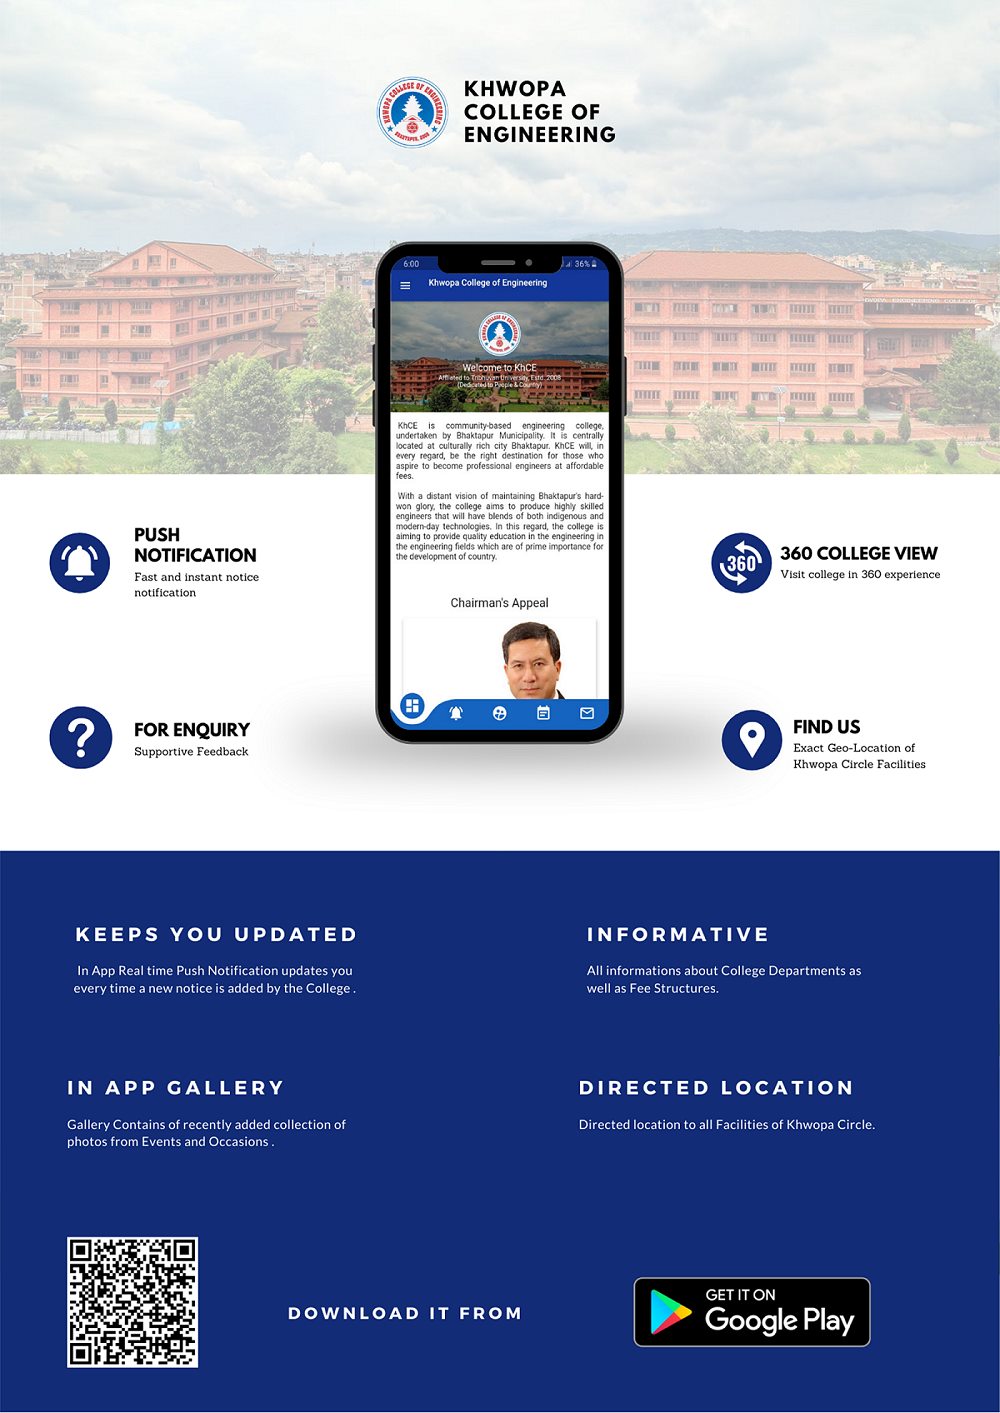 KHWOPA COLLEGE OF ENGINEERING
BHAKTAPUR, 2008
KHWOPA
COLLEGE OF
ENGINEERING
6:00
36%
Khwopa College of Engineering
Welcome to KhCE
Affliated to Tribhuvan University, Estd. 2008
(Dedicated to People & Country)
KhCE is community-based engineering college,
undertaken by Bhaktapur Municipality. It is centrally
located at culturally rich city Bhaktapur. KhCE will, in
every regard, be the right destination for those who
aspire to become professional engineers at affordable
fees.
With a distant vision of maintaining Bhaktapur's hard-
won glory, the college aims to produce highly skilled
engineers that will have blends of both indigenous and
modern-day technologies. In this regard, the college is
aiming to provide quality education in the engineering in
the engineering fields which are of prime importance for
the development of country.
Chairman's Appeal
PUSH
NOTIFICATION
Fast and instant notice
notification
360
360 COLLEGE VIEW
Visit college in 360 experience
FOR ENQUIRY
Supportive Feedback
FIND US
Exact Geo-Location of
Khwopa Circle Facilities
KEEPS YOU UPDATED
In App Real time Push Notification updates you
every time a new notice is added by the College .
INFORMATIVE
All informations about College Departments as
well as Fee Structures.
IN APP GALLERY
Gallery Contains of recently added collection of
photos from Events and Occasions .
DIRECTED LOCATION
Directed location to all Facilities of Khwopa Circle.
DOWNLOAD IT FROM
GET IT ON
Google Play